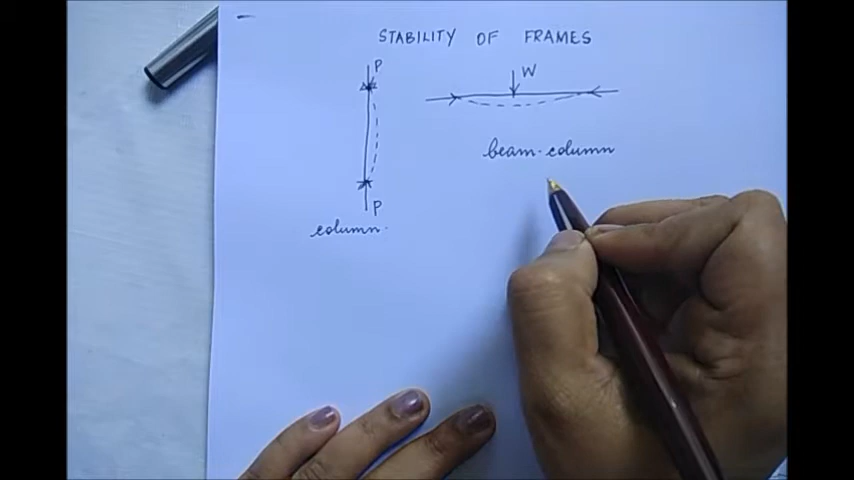 STABILITY OF FRAMES
P
W
beam-column
P
column